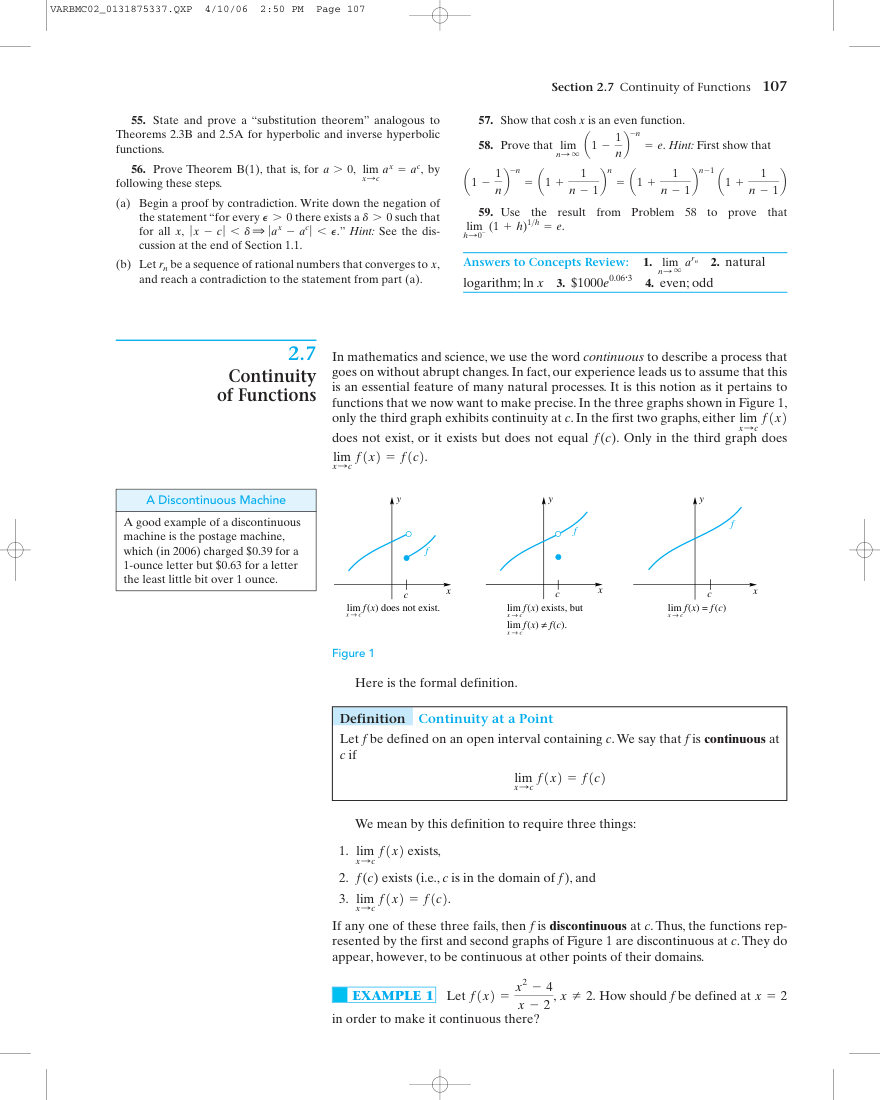 VARBMC02_0131875337.QXP 4/10/06 2:50 PM Page 107
Section 2.7 Continuity of Functions 107
55. State and prove a “substitution theorem” analogous to
Theorems 2.3B and 2.5A for hyperbolic and inverse hyperbolic
functions.
56. Prove Theorem B(1), that is, for a > 0, lim_{x→c} a^x = a^c, by
following these steps.
(a) Begin a proof by contradiction. Write down the negation of
the statement “for every ϵ > 0 there exists a δ > 0 such that
for all x, |x − c| < δ ⟹ |a^x − a^c| < ϵ.” Hint: See the dis-
cussion at the end of Section 1.1.
(b) Let r_n be a sequence of rational numbers that converges to x,
and reach a contradiction to the statement from part (a).
57. Show that cosh x is an even function.
58. Prove that lim_{n→∞} (1 − 1/n)^{−n} = e. Hint: First show that
(1 − 1/n)^{−n} = (1 + 1/(n − 1))^n = (1 + 1/(n − 1))^{n−1} (1 + 1/(n − 1))
59. Use the result from Problem 58 to prove that
lim_{h→0⁻} (1 + h)^{1/h} = e.
Answers to Concepts Review: 1. lim_{n→∞} a^{r_n} 2. natural
logarithm; ln x 3. $1000e^{0.06·3} 4. even; odd
2.7
Continuity
of Functions
In mathematics and science, we use the word continuous to describe a process that
goes on without abrupt changes. In fact, our experience leads us to assume that this
is an essential feature of many natural processes. It is this notion as it pertains to
functions that we now want to make precise. In the three graphs shown in Figure 1,
only the third graph exhibits continuity at c. In the first two graphs, either lim_{x→c} f(x)
does not exist, or it exists but does not equal f(c). Only in the third graph does
lim_{x→c} f(x) = f(c).
A Discontinuous Machine
A good example of a discontinuous
machine is the postage machine,
which (in 2006) charged $0.39 for a
1-ounce letter but $0.63 for a letter
the least little bit over 1 ounce.
y
f
c
x
lim_{x→c} f(x) does not exist.
y
f
c
x
lim_{x→c} f(x) exists, but
lim_{x→c} f(x) ≠ f(c).
y
f
c
x
lim_{x→c} f(x) = f(c)
Figure 1
Here is the formal definition.
Definition Continuity at a Point
Let f be defined on an open interval containing c. We say that f is continuous at
c if
lim_{x→c} f(x) = f(c)
We mean by this definition to require three things:
1. lim_{x→c} f(x) exists,
2. f(c) exists (i.e., c is in the domain of f), and
3. lim_{x→c} f(x) = f(c).
If any one of these three fails, then f is discontinuous at c. Thus, the functions rep-
resented by the first and second graphs of Figure 1 are discontinuous at c. They do
appear, however, to be continuous at other points of their domains.
EXAMPLE 1 Let f(x) = (x² − 4)/(x − 2), x ≠ 2. How should f be defined at x = 2
in order to make it continuous there?